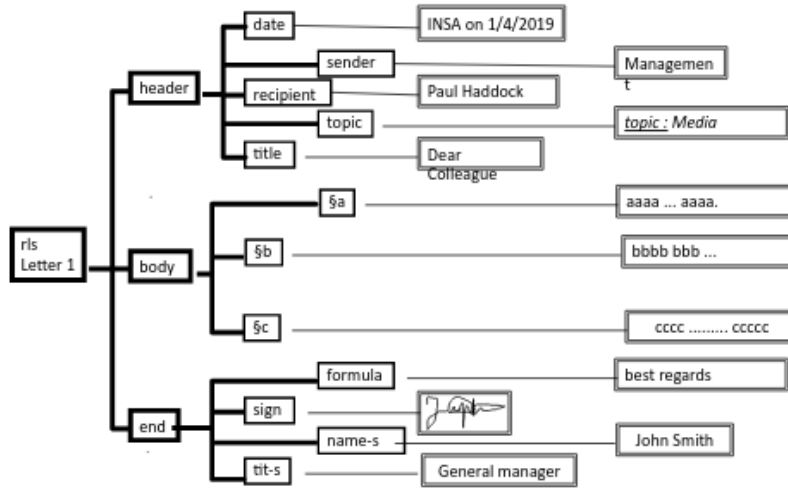 date
INSA on 1/4/2019
sender
Managemen
t
header
recipient
Paul Haddock
topic
topic : Media
title
Dear
Colleague
§a
aaaa ... aaaa.
rls
Letter 1
body
§b
bbbb bbb ...
§c
cccc ......... ccccc
formula
best regards
end
sign
name-s
John Smith
tit-s
General manager